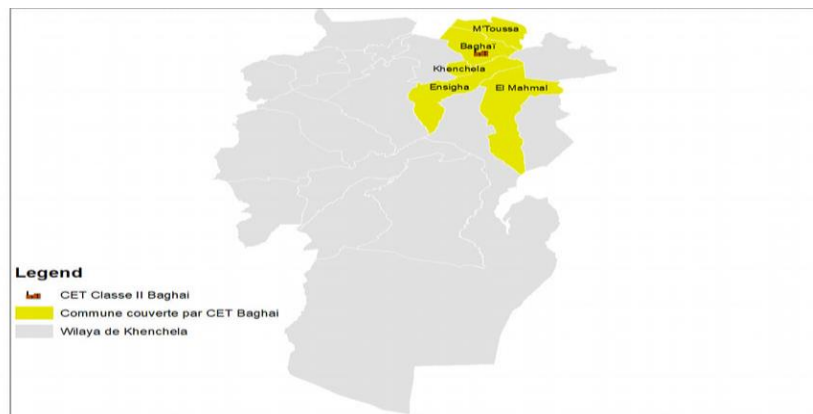 M'Toussa
Baghaï
Khenchela
Ensigha
El Mahmal
Legend
CET Classe II Baghai
Commune couverte par CET Baghai
Wilaya de Khenchela